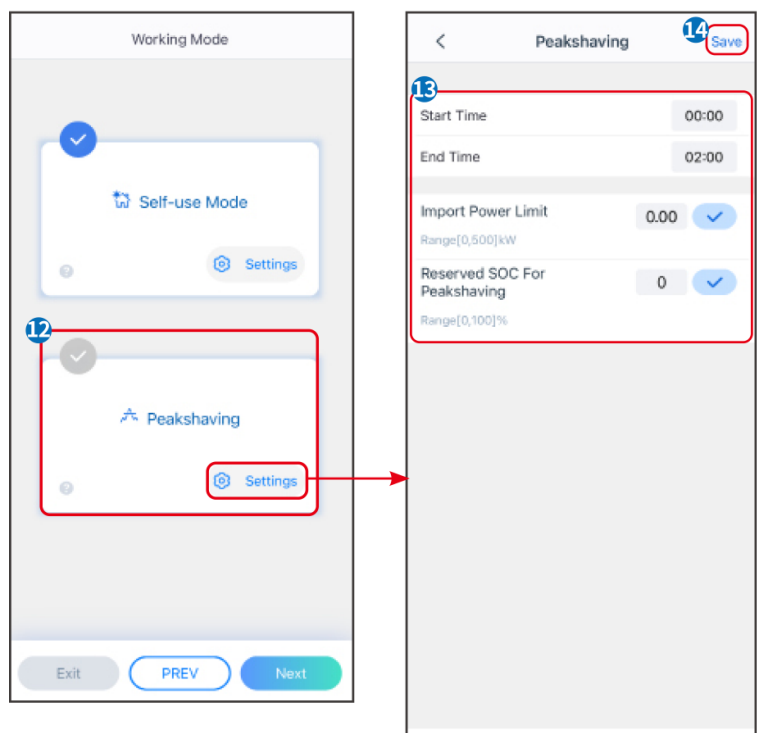 Working Mode
Self-use Mode
Settings
12
Peakshaving
Settings
Exit
PREV
Next
14
Peakshaving
Save
13
Start Time
00:00
End Time
02:00
Import Power Limit
0.00
Range[0,500]kW
Reserved SOC For
Peakshaving
0
Range[0,100]%